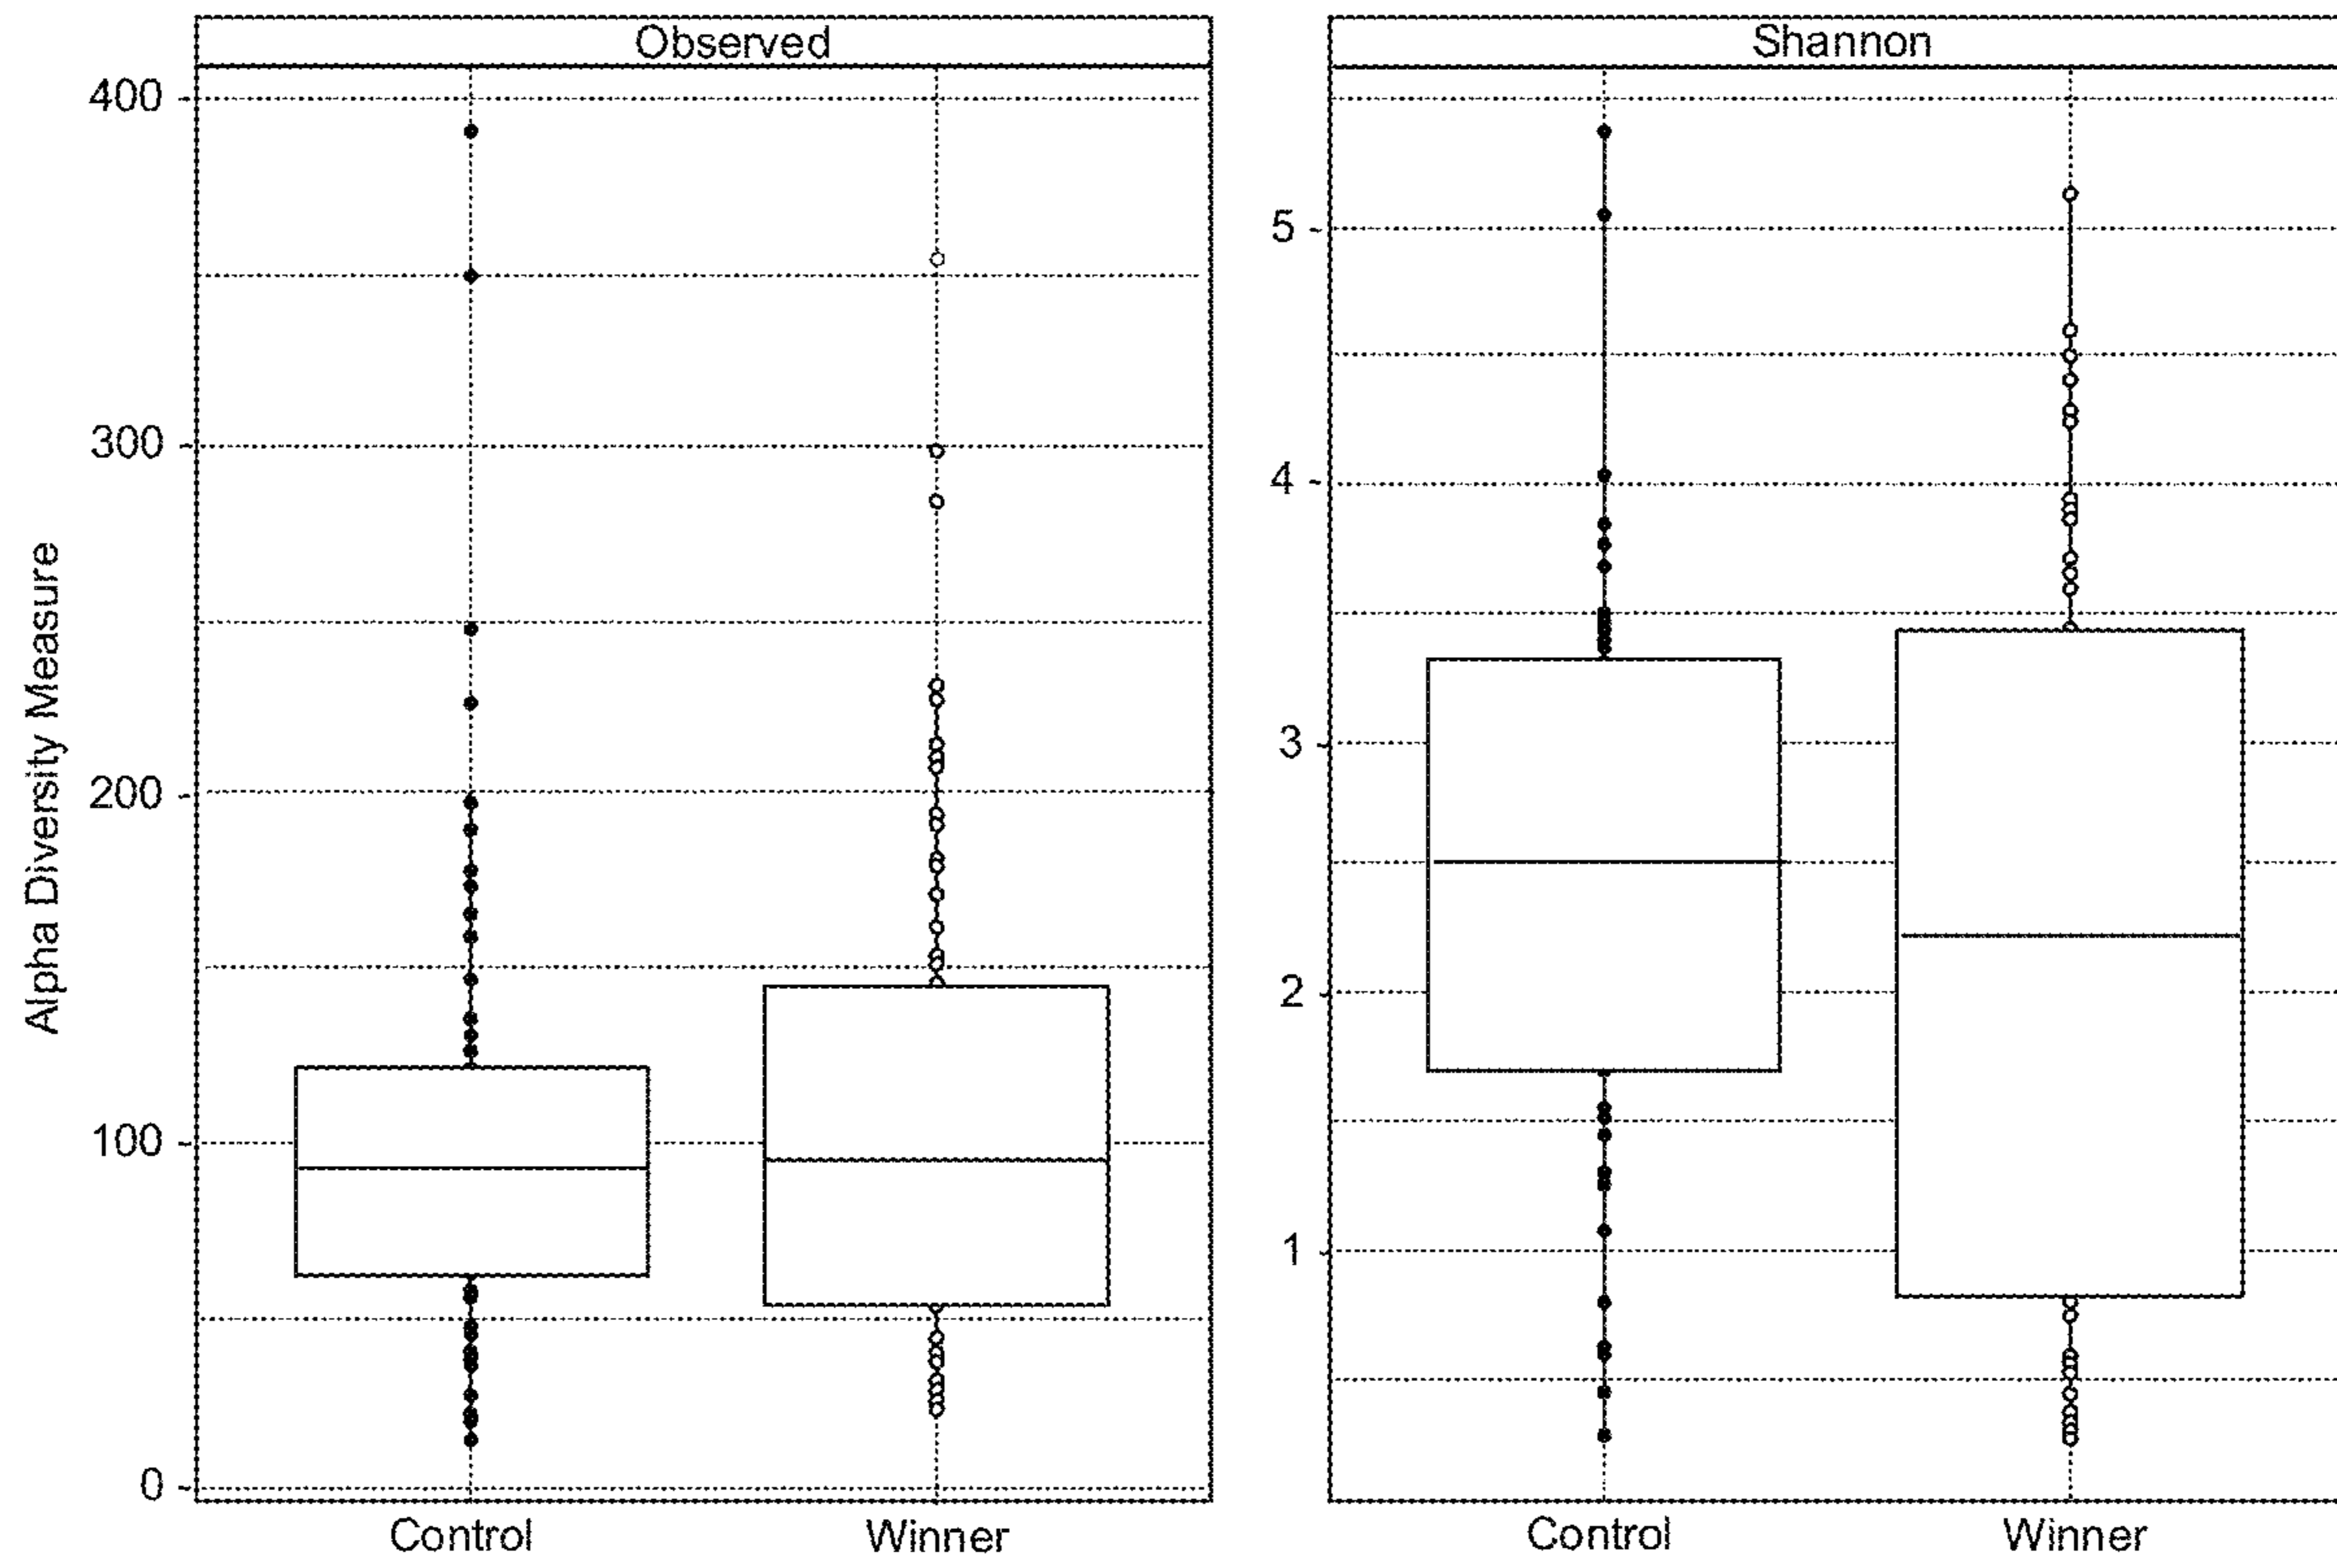 Observed
Shannon
Alpha Diversity Measure
400
300
200
100
0
5
4
3
2
1
Control
Winner
Control
Winner